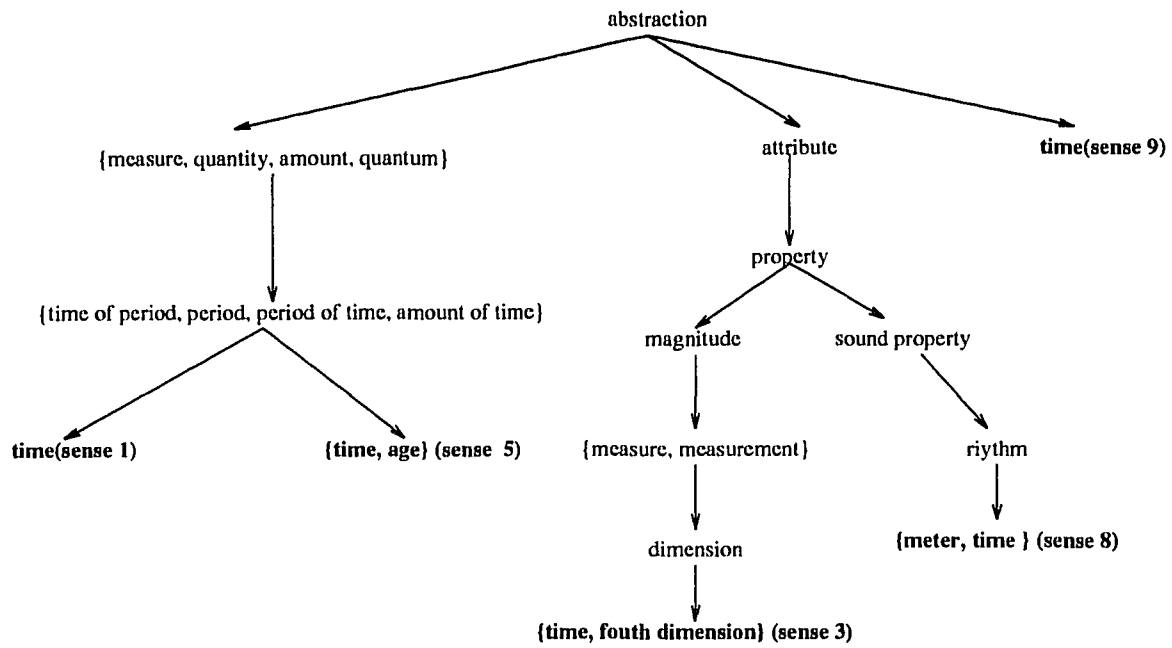 abstraction
{measure, quantity, amount, quantum}
attribute
time(sense 9)
property
{time of period, period, period of time, amount of time}
magnitude
sound property
time(sense 1)
{time, age} (sense 5)
{measure, measurement}
riythm
dimension
{meter, time } (sense 8)
{time, fouth dimension} (sense 3)